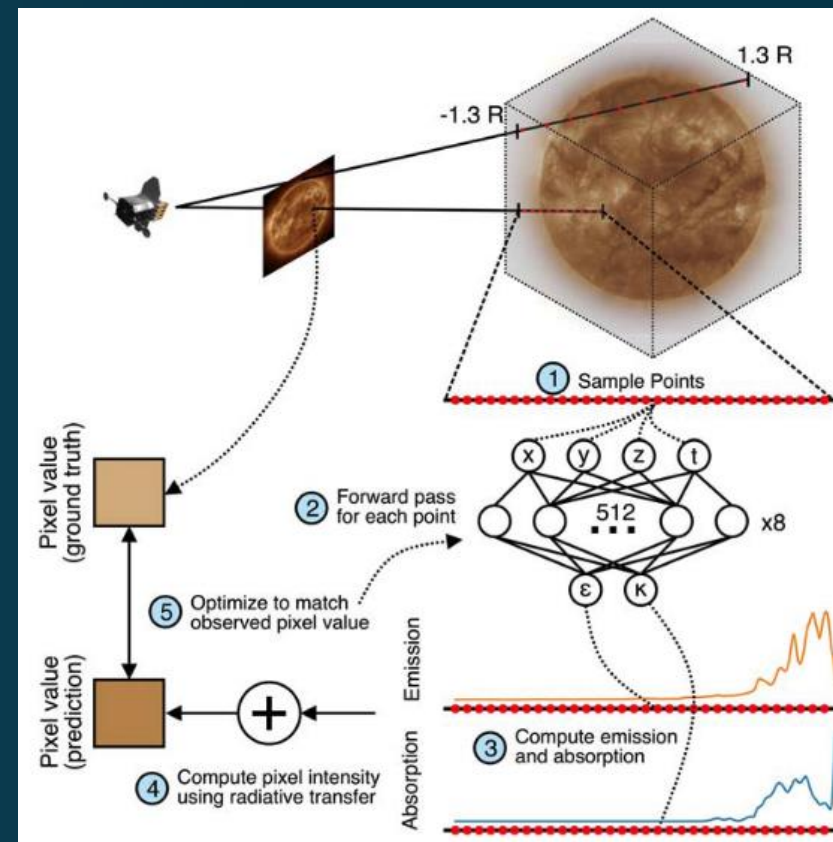 1.3 R
-1.3 R
1 Sample Points
x y z t
2 Forward pass
for each point
512
...
x8
ε κ
Pixel value
(ground truth)
5 Optimize to match
observed pixel value
Pixel value
(prediction)
+
4 Compute pixel intensity
using radiative transfer
Emission
3 Compute emission
and absorption
Absorption